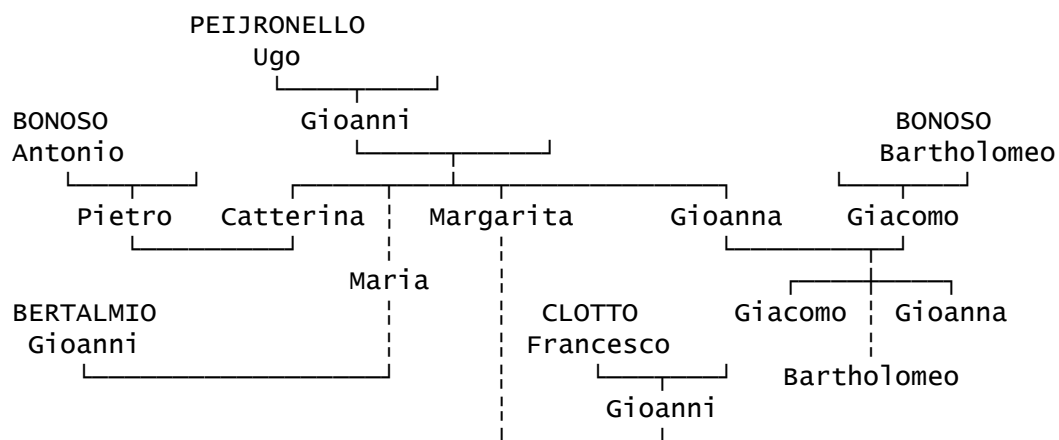 PEIJRONELLO
Ugo
BONOSO Gioanni BONOSO
Antonio Bartholomeo
Pietro Catterina Margarita Gioanna Giacomo
Maria
BERTALMIO CLOTTO Giacomo Gioanna
Gioanni Francesco
Bartholomeo
Gioanni